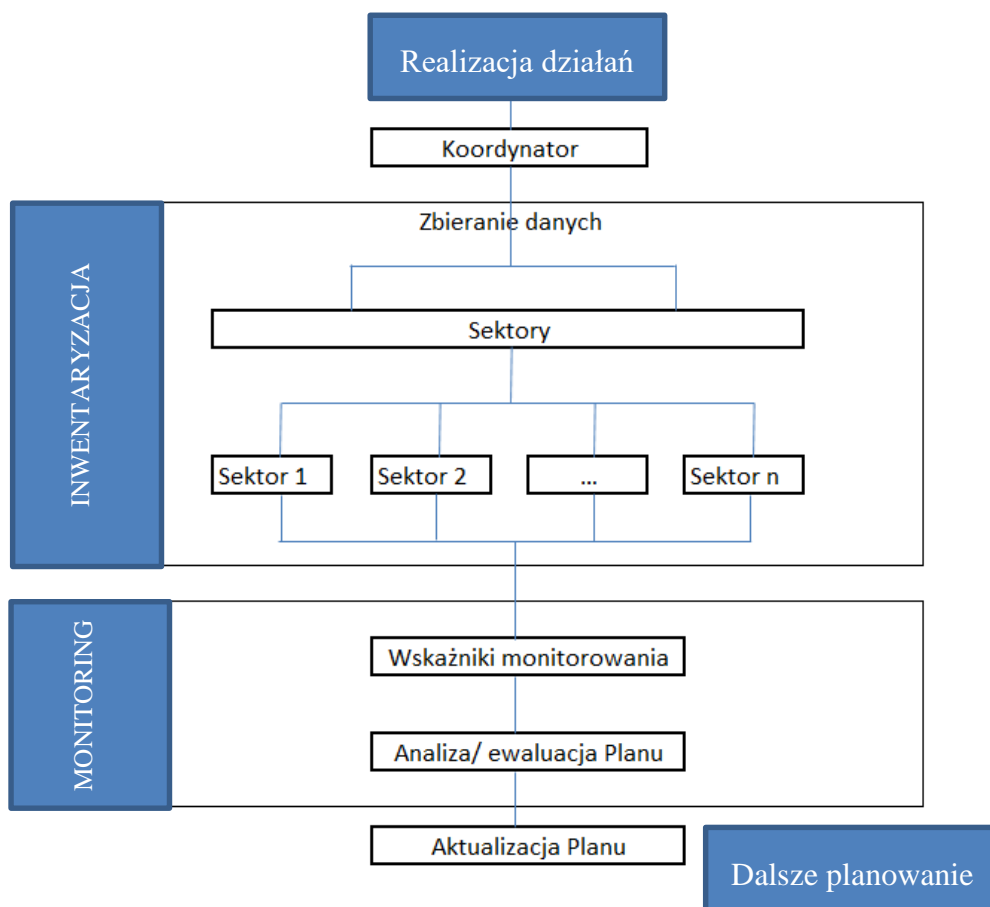 Realizacja działań
Koordynator
INWENTARYZACJA
Zbieranie danych
Sektory
Sektor 1
Sektor 2
...
Sektor n
MONITORING
Wskażniki monitorowania
Analiza/ ewaluacja Planu
Aktualizacja Planu
Dalsze planowanie